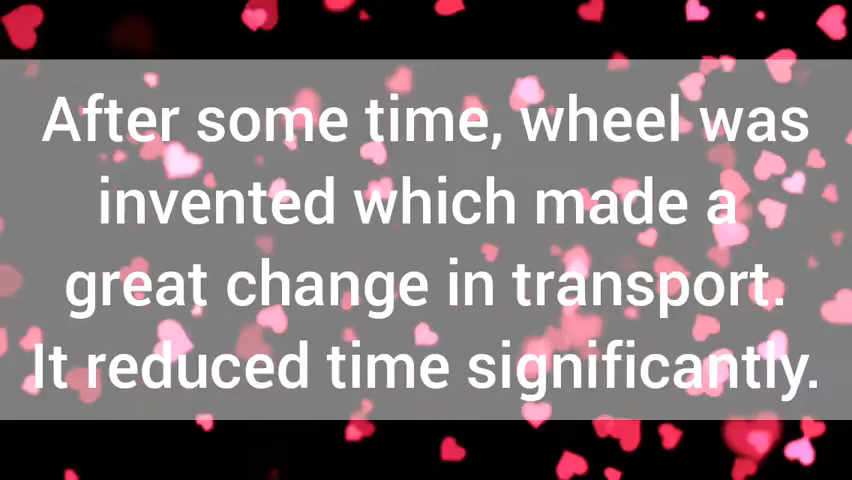 After some time, wheel was
invented which made a
great change in transport.
It reduced time significantly.